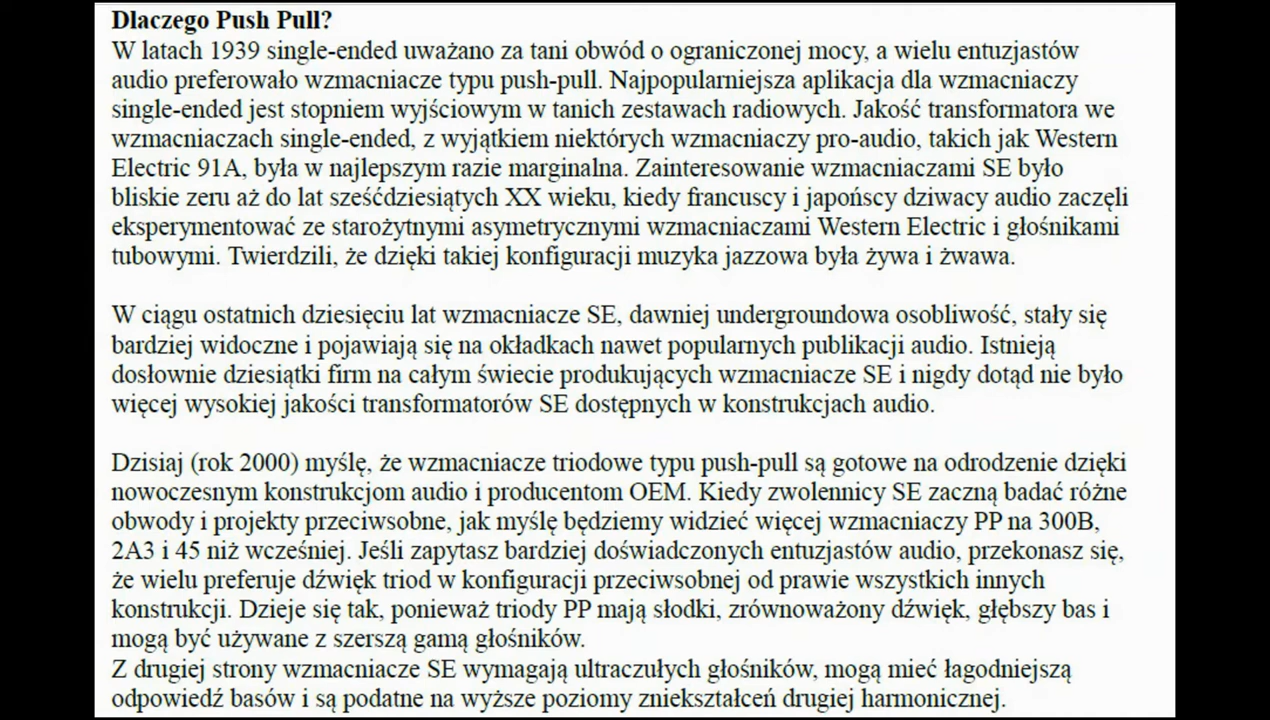 Dlaczego Push Pull?
W latach 1939 single-ended uważano za tani obwód o ograniczonej mocy, a wielu entuzjastów
audio preferowało wzmacniacze typu push-pull. Najpopularniejsza aplikacja dla wzmacniaczy
single-ended jest stopniem wyjściowym w tanich zestawach radiowych. Jakość transformatora we
wzmacniaczach single-ended, z wyjątkiem niektórych wzmacniaczy pro-audio, takich jak Western
Electric 91A, była w najlepszym razie marginalna. Zainteresowanie wzmacniaczami SE było
bliskie zeru aż do lat sześćdziesiątych XX wieku, kiedy francuscy i japońscy dziwacy audio zaczęli
eksperymentować ze starożytnymi asymetrycznymi wzmacniaczami Western Electric i głośnikami
tubowymi. Twierdzili, że dzięki takiej konfiguracji muzyka jazzowa była żywa i żwawa.
W ciągu ostatnich dziesięciu lat wzmacniacze SE, dawniej undergroundowa osobliwość, stały się
bardziej widoczne i pojawiają się na okładkach nawet popularnych publikacji audio. Istnieją
dosłownie dziesiątki firm na całym świecie produkujących wzmacniacze SE i nigdy dotąd nie było
więcej wysokiej jakości transformatorów SE dostępnych w konstrukcjach audio.
Dzisiaj (rok 2000) myślę, że wzmacniacze triodowe typu push-pull są gotowe na odrodzenie dzięki
nowoczesnym konstrukcjom audio i producentom OEM. Kiedy zwolennicy SE zaczną badać różne
obwody i projekty przeciwsobne, jak myślę będziemy widzieć więcej wzmacniaczy PP na 300B,
2A3 i 45 niż wcześniej. Jeśli zapytasz bardziej doświadczonych entuzjastów audio, przekonasz się,
że wielu preferuje dźwięk triod w konfiguracji przeciwsobnej od prawie wszystkich innych
konstrukcji. Dzieje się tak, ponieważ triody PP mają słodki, zrównoważony dźwięk, głębszy bas i
mogą być używane z szerszą gamą głośników.
Z drugiej strony wzmacniacze SE wymagają ultraczułych głośników, mogą mieć łagodniejszą
odpowiedź basów i są podatne na wyższe poziomy zniekształceń drugiej harmonicznej.